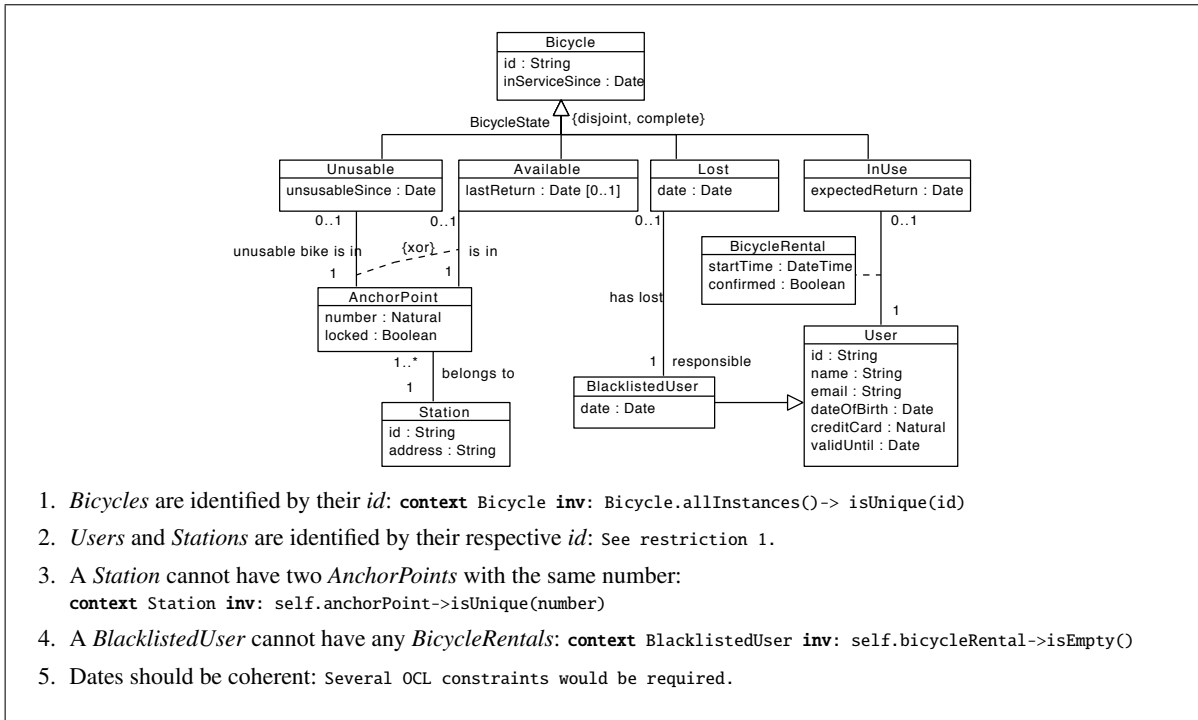 Bicycle
id : String
inServiceSince : Date
BicycleState
{disjoint, complete}
Unusable
unsusableSince : Date
Available
lastReturn : Date [0..1]
Lost
date : Date
InUse
expectedReturn : Date
0..1
0..1
0..1
0..1
unusable bike is in
{xor}
is in
1
1
BicycleRental
startTime : DateTime
confirmed : Boolean
has lost
AnchorPoint
number : Natural
locked : Boolean
1
1..*
belongs to
1
1
responsible
User
id : String
name : String
email : String
dateOfBirth : Date
creditCard : Natural
validUntil : Date
BlacklistedUser
date : Date
Station
id : String
address : String
1. Bicycles are identified by their id: context Bicycle inv: Bicycle.allInstances()-> isUnique(id)
2. Users and Stations are identified by their respective id: See restriction 1.
3. A Station cannot have two AnchorPoints with the same number:
context Station inv: self.anchorPoint->isUnique(number)
4. A BlacklistedUser cannot have any BicycleRentals: context BlacklistedUser inv: self.bicycleRental->isEmpty()
5. Dates should be coherent: Several OCL constraints would be required.